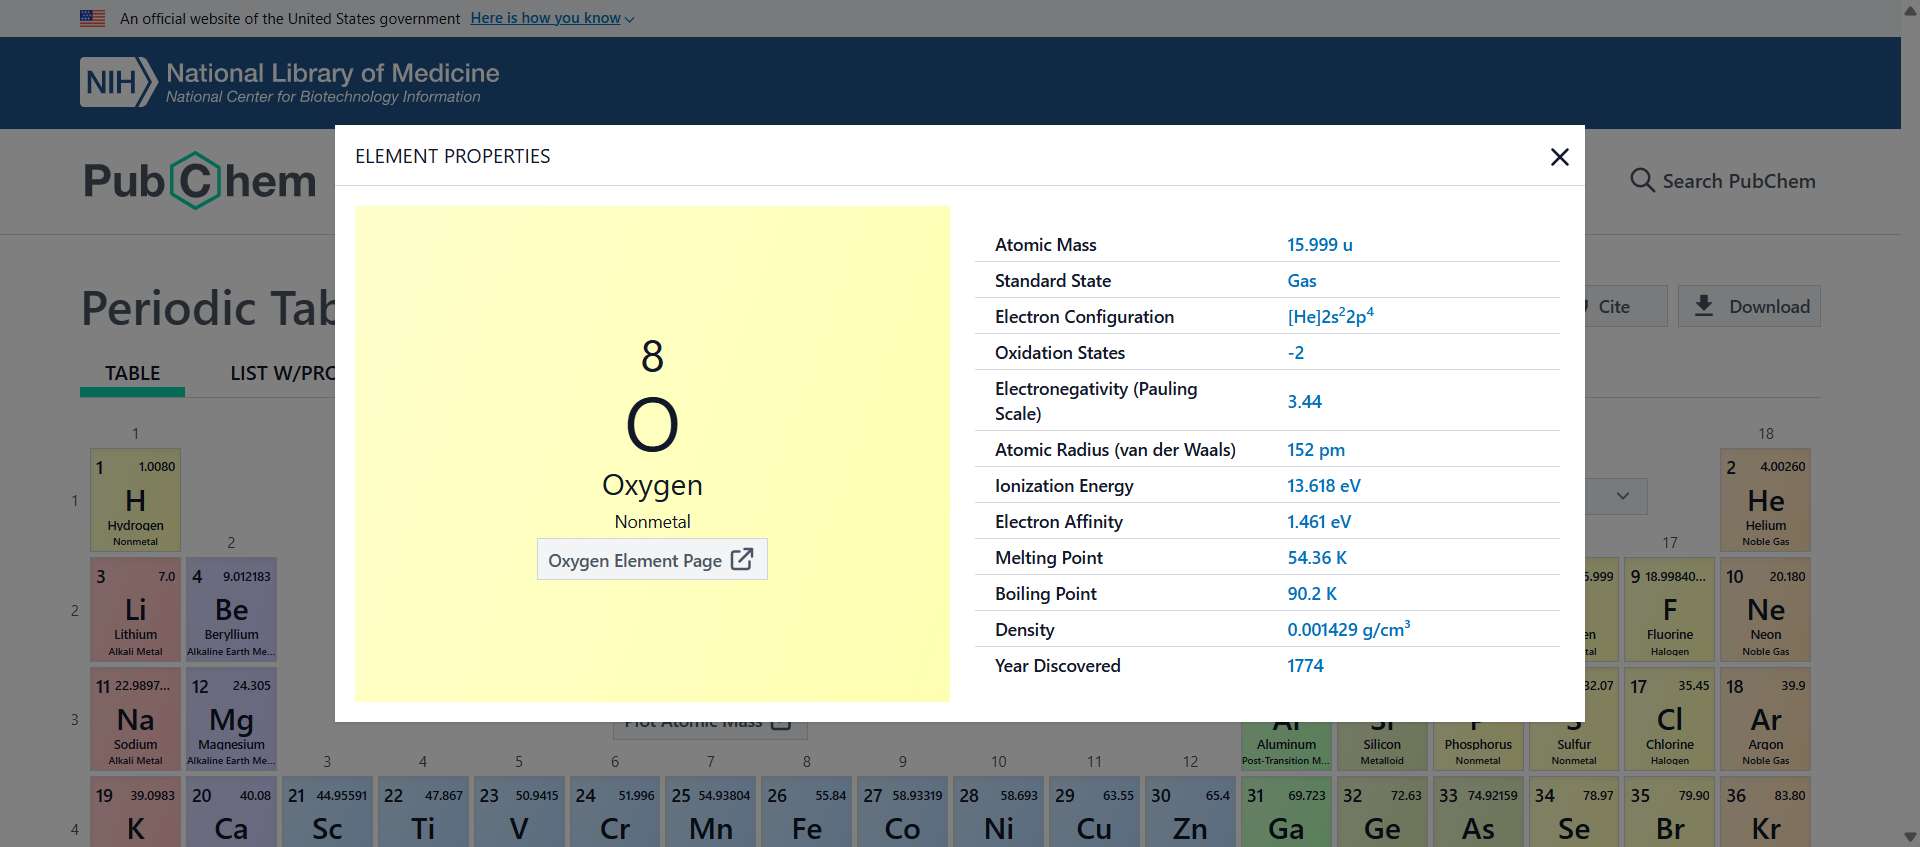 An official website of the United States government Here is how you know
NIH National Library of Medicine
National Center for Biotechnology Information
PubChem
Search PubChem
ELEMENT PROPERTIES
8
O
Oxygen
Nonmetal
Oxygen Element Page
Atomic Mass 15.999 u
Standard State Gas
Electron Configuration [He]2s²2p⁴
Oxidation States -2
Electronegativity (Pauling
Scale) 3.44
Atomic Radius (van der Waals) 152 pm
Ionization Energy 13.618 eV
Electron Affinity 1.461 eV
Melting Point 54.36 K
Boiling Point 90.2 K
Density 0.001429 g/cm³
Year Discovered 1774
Periodic Tab
Cite Download
TABLE LIST W/PRO
1 18
1 1 1.0080 2 4.00260
H He
Hydrogen Helium
Nonmetal Noble Gas
2 17
2 3 7.0 4 9.012183 5.999 9 18.99840... 10 20.180
Li Be F Ne
Lithium Beryllium en Fluorine Neon
Alkali Metal Alkaline Earth Me... tal Halogen Noble Gas
3 11 22.9897... 12 24.305 32.07 17 35.45 18 39.9
Na Mg Plot Atomic Mass Al Si P S Cl Ar
Sodium Magnesium Aluminum Silicon Phosphorus Sulfur Chlorine Argon
Alkali Metal Alkaline Earth Me... Post-Transition M... Metalloid Nonmetal Nonmetal Halogen Noble Gas
3 4 5 6 7 8 9 10 11 12
4 19 39.0983 20 40.08 21 44.95591 22 47.867 23 50.9415 24 51.996 25 54.93804 26 55.84 27 58.93319 28 58.693 29 63.55 30 65.4 31 69.723 32 72.63 33 74.92159 34 78.97 35 79.90 36 83.80
K Ca Sc Ti V Cr Mn Fe Co Ni Cu Zn Ga Ge As Se Br Kr